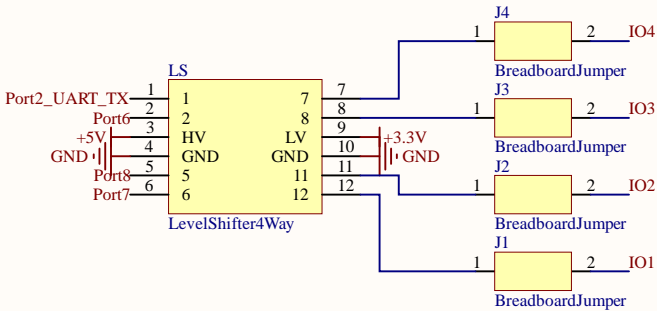 J4
1 2 IO4
BreadboardJumper
LS
J3
Port2_UART_TX 1 1 7 7 1 2 IO3
Port6 2 2 8 8
BreadboardJumper
+5V 3 HV LV 9 +3.3V
GND 4 GND GND 10 GND
J2
Port8 5 5 11 11
Port7 6 6 12 12 1 2 IO2
LevelShifter4Way
BreadboardJumper
J1
1 2 IO1
BreadboardJumper